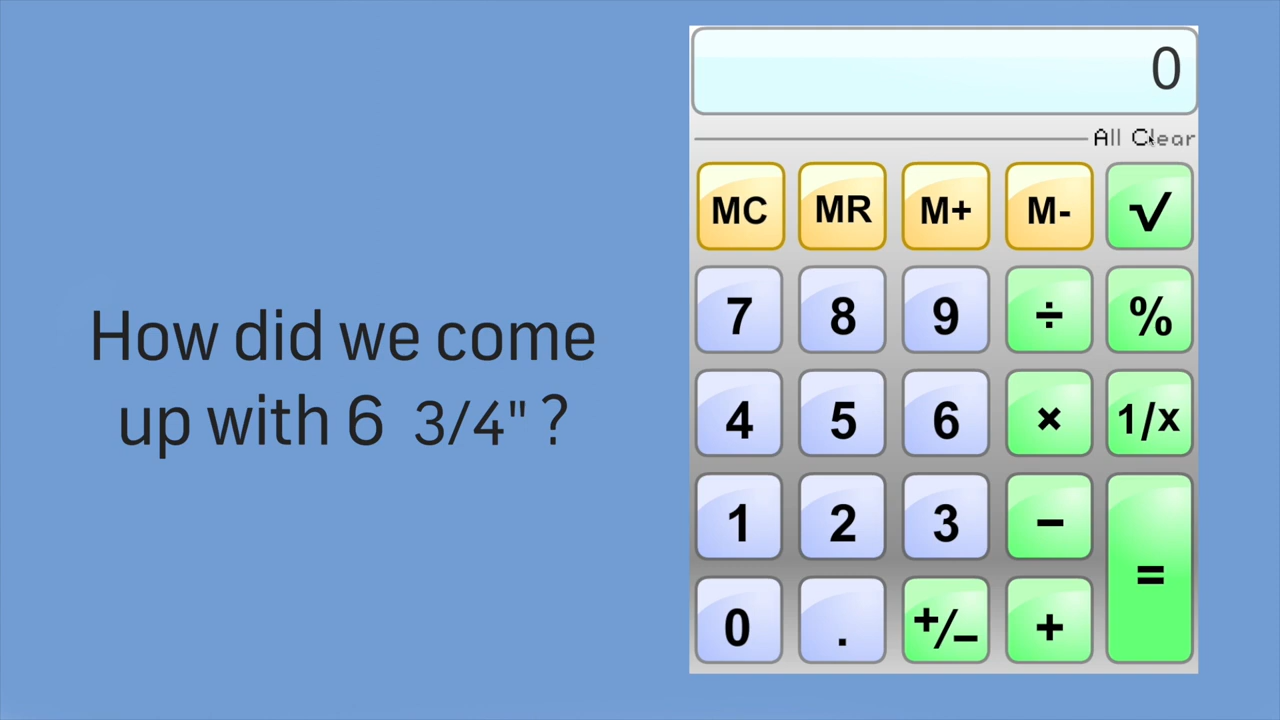 0
All Clear
MC MR M+ M- √
7 8 9 ÷ %
How did we come
up with 6 3/4" ?
4 5 6 × 1/x
1 2 3 −
=
0 . +/− +